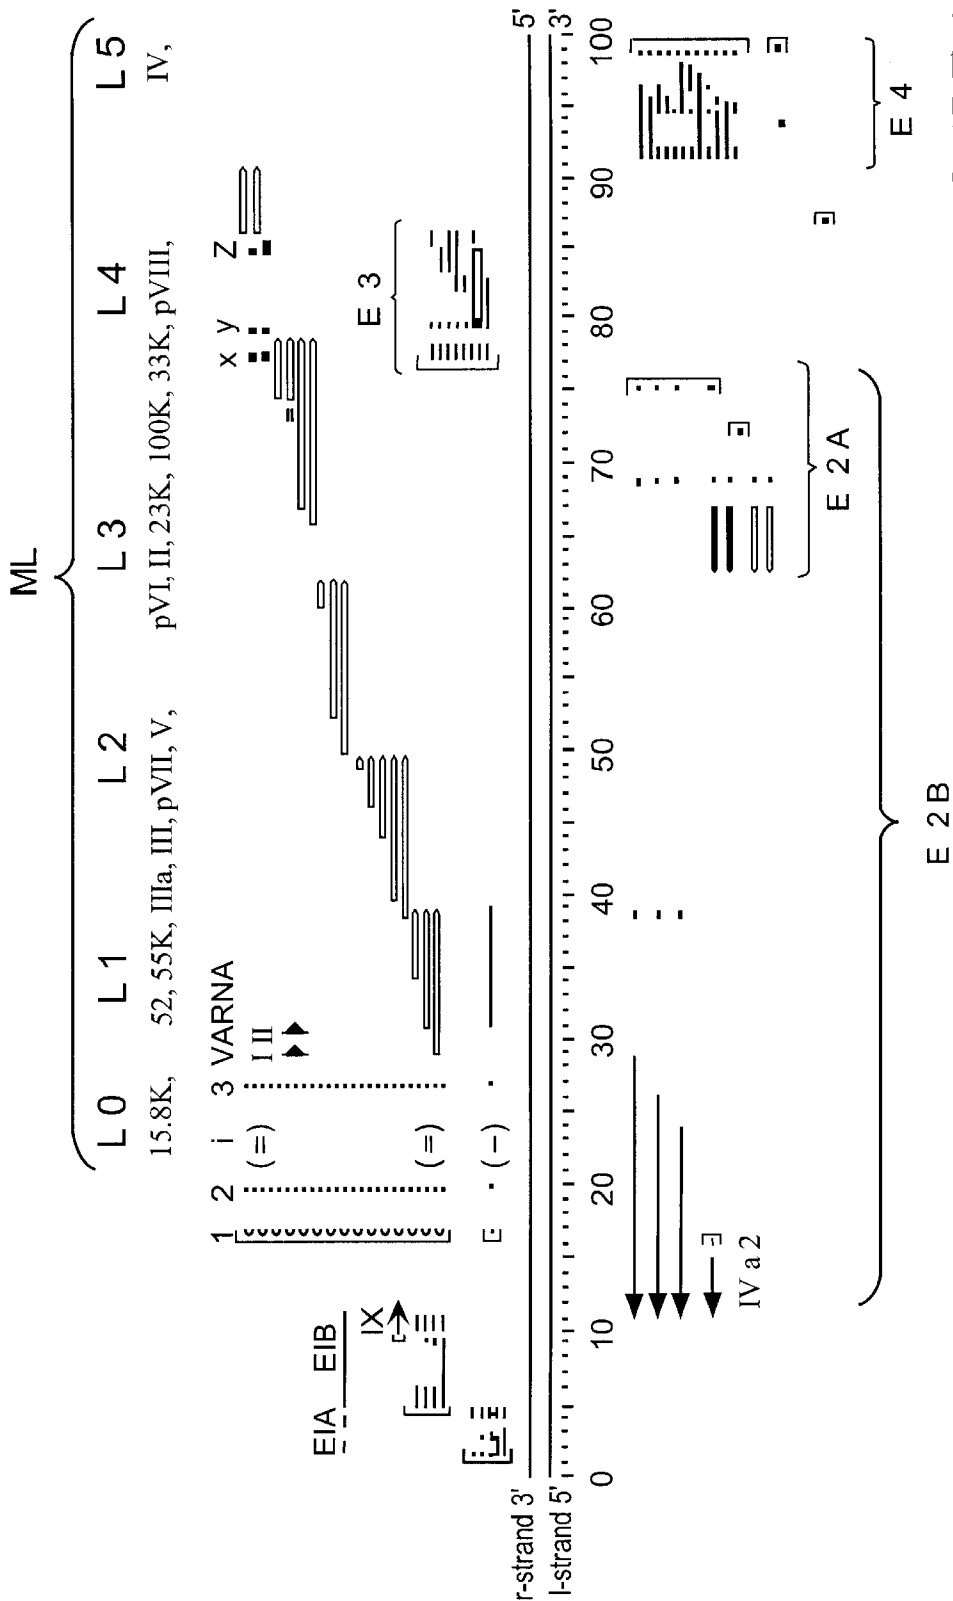 ML
L 0 L 1 L 2 L 3 L 4 L 5
15.8K, 52, 55K, IIIa, III, pVII, V, pVI, II, 23K, 100K, 33K, pVIII, IV,
1 2 i 3 VARNA x y Z
(=) I II
EIA EIB
IX
E 3
(=)
(–)
r-strand 3' 5'
l-strand 5' 3'
0 10 20 30 40 50 60 70 80 90 100
IV a 2
E 2 A
E 4
E 2 B